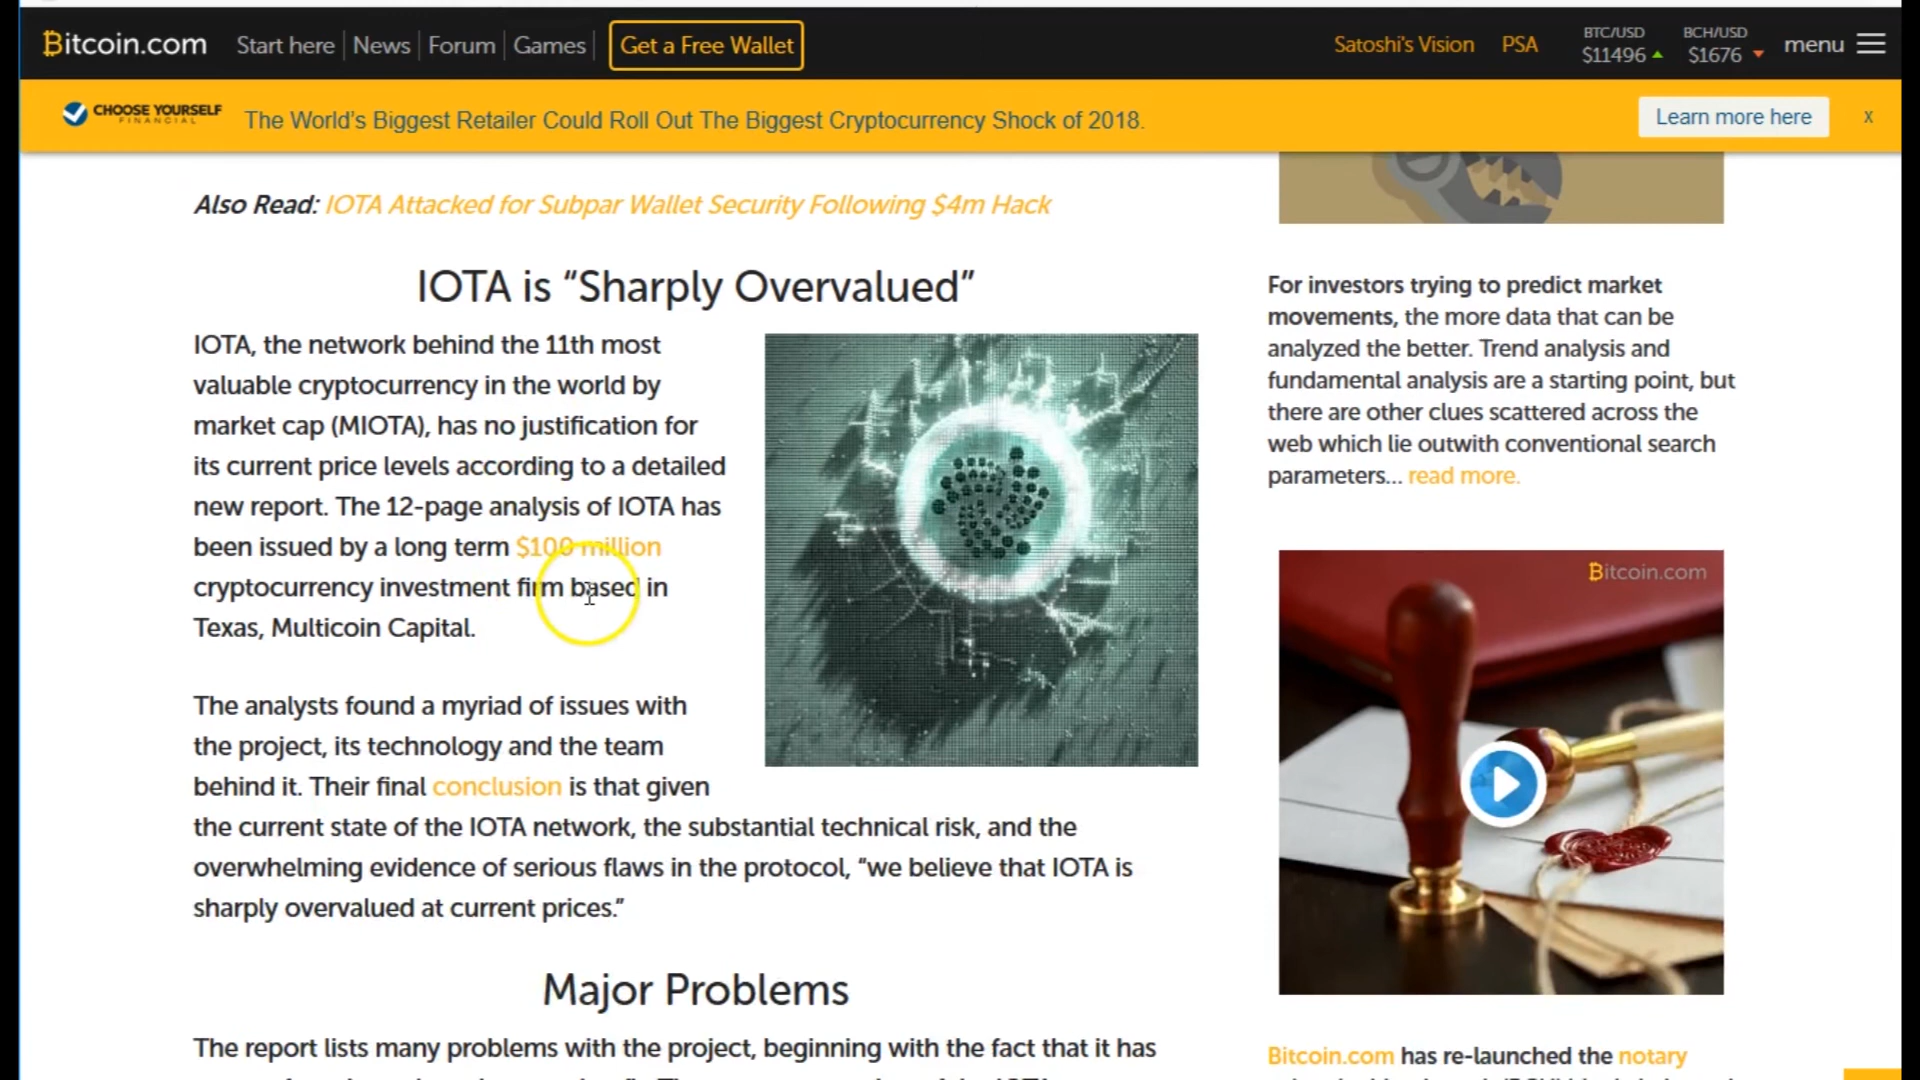 Bitcoin.com Start here News Forum Games Get a Free Wallet Satoshi's Vision PSA BTC/USD $11496 BCH/USD $1676 menu
CHOOSE YOURSELF
FINANCIAL
The World's Biggest Retailer Could Roll Out The Biggest Cryptocurrency Shock of 2018. Learn more here x
Also Read: IOTA Attacked for Subpar Wallet Security Following $4m Hack
IOTA is “Sharply Overvalued”
IOTA, the network behind the 11th most
valuable cryptocurrency in the world by
market cap (MIOTA), has no justification for
its current price levels according to a detailed
new report. The 12-page analysis of IOTA has
been issued by a long term $100 million
cryptocurrency investment firm based in
Texas, Multicoin Capital.
The analysts found a myriad of issues with
the project, its technology and the team
behind it. Their final conclusion is that given
the current state of the IOTA network, the substantial technical risk, and the
overwhelming evidence of serious flaws in the protocol, “we believe that IOTA is
sharply overvalued at current prices.”
Major Problems
The report lists many problems with the project, beginning with the fact that it has
For investors trying to predict market
movements, the more data that can be
analyzed the better. Trend analysis and
fundamental analysis are a starting point, but
there are other clues scattered across the
web which lie outwith conventional search
parameters... read more.
Bitcoin.com
Bitcoin.com has re-launched the notary